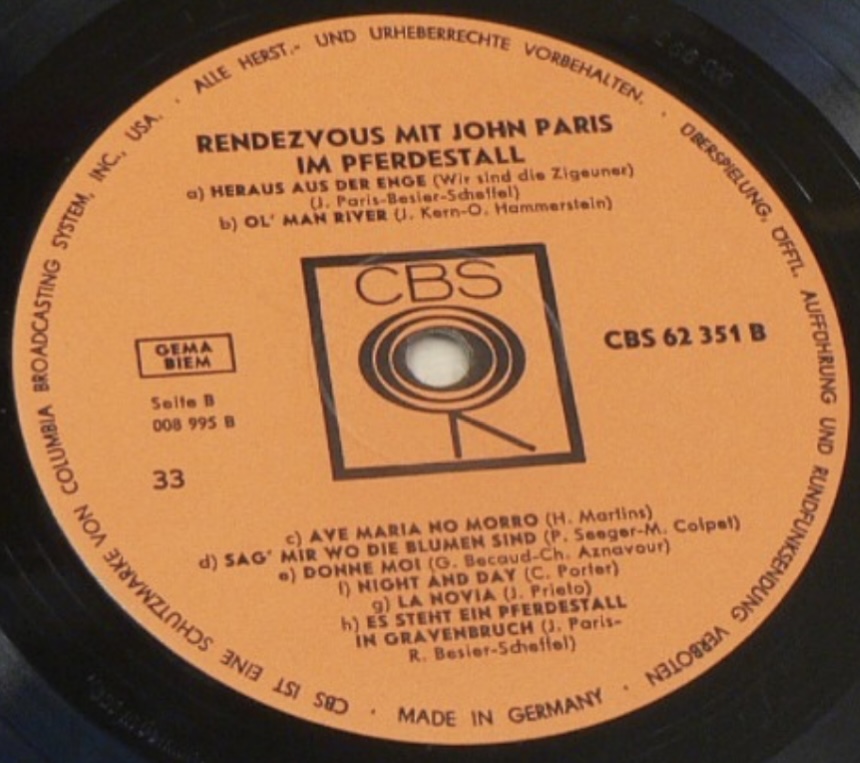 CBS IST EINE SCHUTZMARKE VON COLUMBIA BROADCASTING SYSTEM, INC., USA. · ALLE HERST.- UND URHEBERRECHTE VORBEHALTEN. · ÜBERSPIELUNG, ÖFFTL. AUFFÜHRUNG UND RUNDFUNKSENDUNG VERBOTEN · MADE IN GERMANY ·
RENDEZVOUS MIT JOHN PARIS
IM PFERDESTALL
a) HERAUS AUS DER ENGE (Wir sind die Zigeuner)
(J. Paris-Besier-Scheffel)
b) OL' MAN RIVER (J. Kern-O. Hammerstein)
CBS
GEMA
BIEM
CBS 62 351 B
Seite B
008 995 B
33
c) AVE MARIA NO MORRO (H. Martins)
d) SAG' MIR WO DIE BLUMEN SIND (P. Seeger-M. Colpet)
e) DONNE MOI (G. Becaud-Ch. Aznavour)
f) NIGHT AND DAY (C. Porter)
g) LA NOVIA (J. Prieto)
h) ES STEHT EIN PFERDESTALL
IN GRAVENBRUCH (J. Paris-
R. Besier-Scheffel)